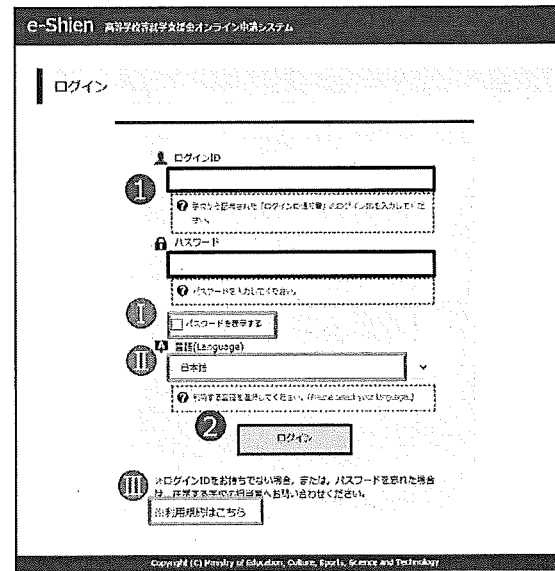 e-Shien 高等学校等就学支援金オンライン申請システム
ログイン
ログインID
1
? 学校から配布された「ログインID通知書」のログインIDを入力してくだ
さい。
パスワード
? パスワードを入力してください。
I
パスワードを表示する
II 言語(Language)
日本語
? 利用する言語を選択してください。(Please select your language.)
2
ログイン
III
※ログインIDをお持ちでない場合、または、パスワードを忘れた場合
は、在学する学校の担当者へお問い合わせください。
※利用規約はこちら
Copyright (C) Ministry of Education, Culture, Sports, Science and Technology